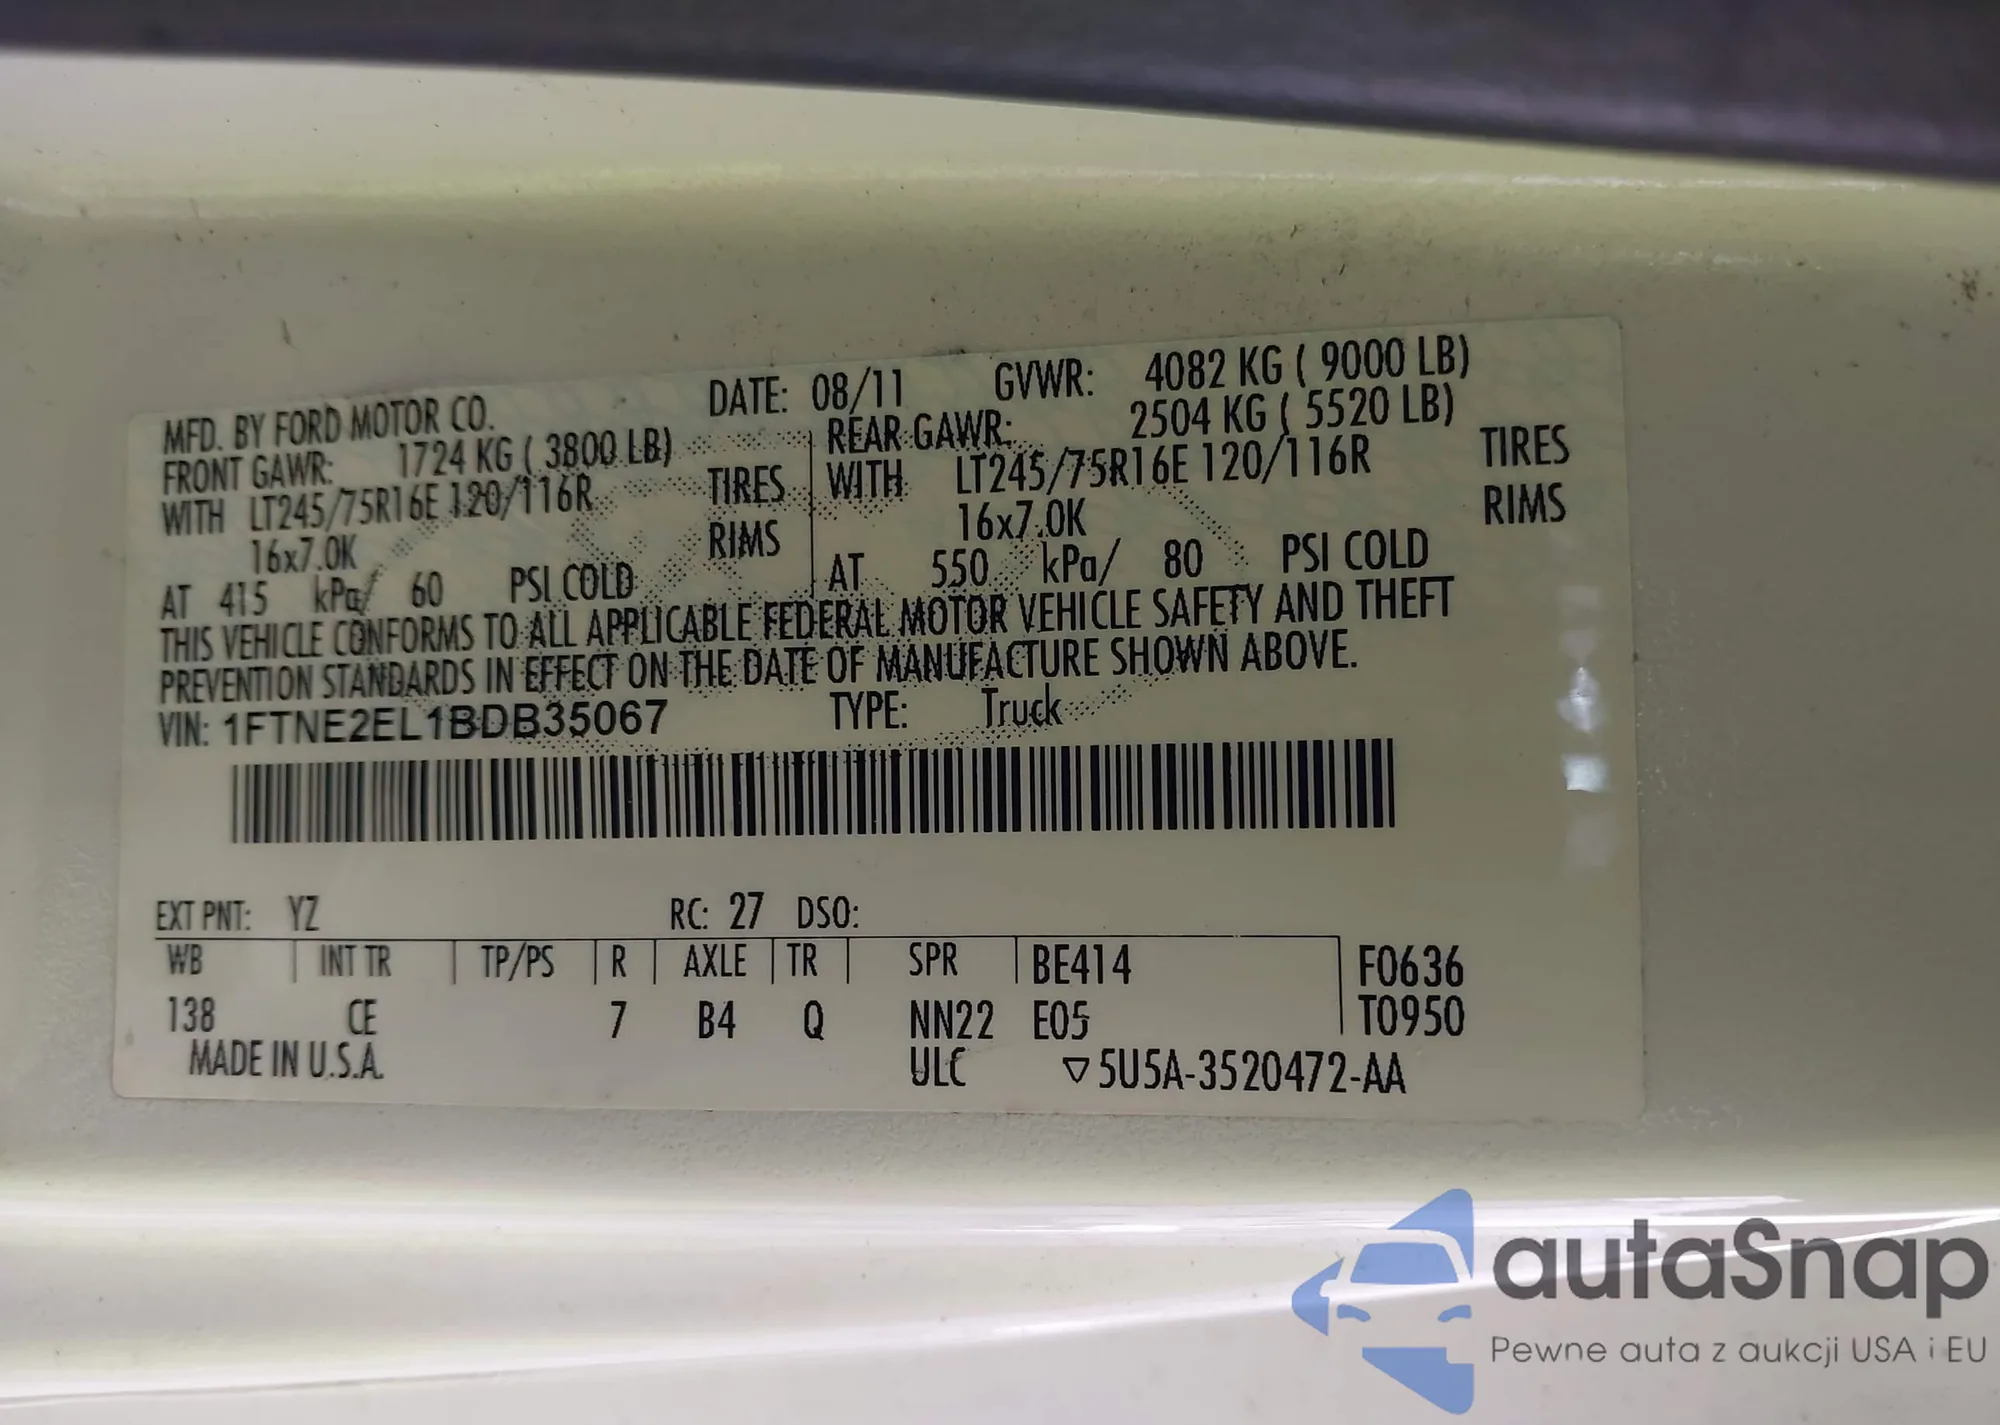 MFD. BY FORD MOTOR CO. DATE: 08/11 GVWR: 4082 KG ( 9000 LB)
FRONT GAWR: 1724 KG ( 3800 LB) REAR GAWR: 2504 KG ( 5520 LB)
WITH LT245/75R16E 120/116R TIRES WITH LT245/75R16E 120/116R TIRES
16x7.0K RIMS 16x7.0K RIMS
AT 415 kPa/ 60 PSI COLD AT 550 kPa/ 80 PSI COLD
THIS VEHICLE CONFORMS TO ALL APPLICABLE FEDERAL MOTOR VEHICLE SAFETY AND THEFT
PREVENTION STANDARDS IN EFFECT ON THE DATE OF MANUFACTURE SHOWN ABOVE.
VIN: 1FTNE2EL1BDB35067 TYPE: Truck
EXT PNT: YZ RC: 27 DSO:
WB INT TR TP/PS R AXLE TR SPR BE414 F0636
138 CE 7 B4 Q NN22 E05 T0950
MADE IN U.S.A. ULC ▽5U5A-3520472-AA
autaSnap
Pewne auta z aukcji USA i EU